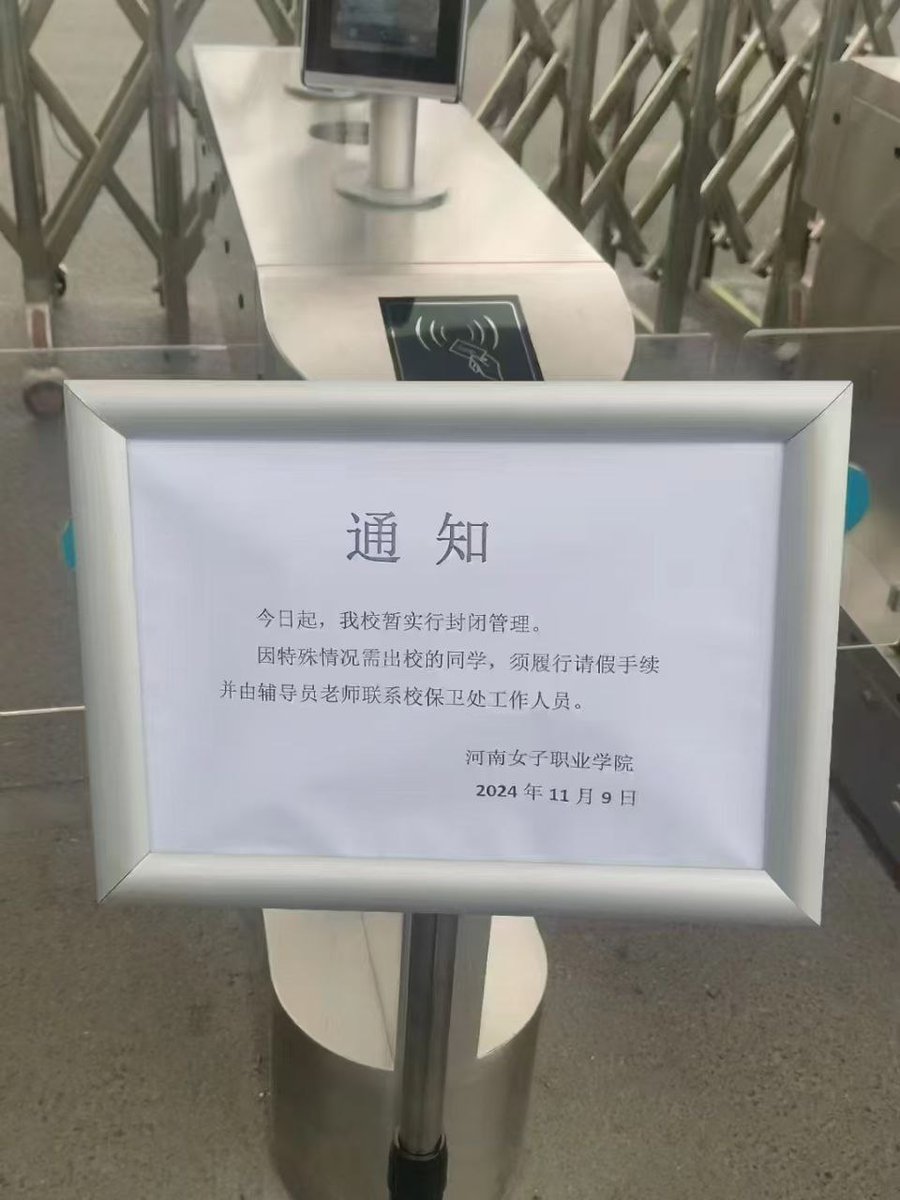 通 知
今日起，我校暂实行封闭管理。
因特殊情况需出校的同学，须履行请假手续
并由辅导员老师联系校保卫处工作人员。
河南女子职业学院
2024 年 11 月 9 日